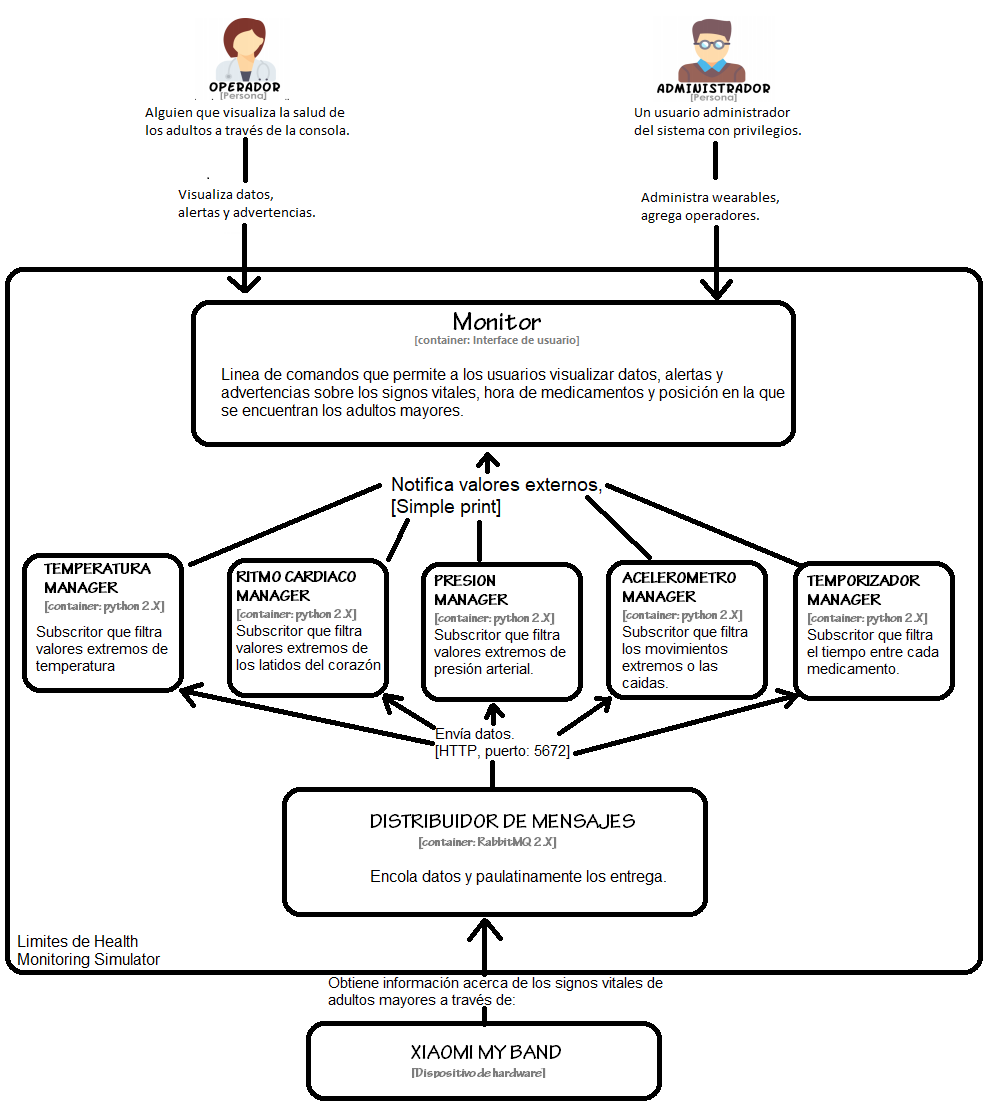 OPERADOR
[Persona]
Alguien que visualiza la salud de
los adultos a través de la consola.
Visualiza datos,
alertas y advertencias.
ADMINISTRADOR
[Persona]
Un usuario administrador
del sistema con privilegios.
Administra wearables,
agrega operadores.
Monitor
[container: Interface de usuario]
Linea de comandos que permite a los usuarios visualizar datos, alertas y
advertencias sobre los signos vitales, hora de medicamentos y posición en la que
se encuentran los adultos mayores.
Notifica valores externos,
[Simple print]
TEMPERATURA
MANAGER
[container: python 2.X]
Subscritor que filtra
valores extremos de
temperatura
RITMO CARDIACO
MANAGER
[container: python 2.X]
Subscritor que filtra
valores extremos de
los latidos del corazón
PRESION
MANAGER
[container: python 2.X]
Subscritor que filtra
valores extremos de
presión arterial.
ACELEROMETRO
MANAGER
[container: python 2.X]
Subscritor que filtra
los movimientos
extremos o las
caidas.
TEMPORIZADOR
MANAGER
[container: python 2.X]
Subscritor que filtra
el tiempo entre cada
medicamento.
Envía datos.
[HTTP, puerto: 5672]
DISTRIBUIDOR DE MENSAJES
[container: RabbitMQ 2.X]
Encola datos y paulatinamente los entrega.
Limites de Health
Monitoring Simulator
Obtiene información acerca de los signos vitales de
adultos mayores a través de:
XIAOMI MY BAND
[Dispositivo de hardware]